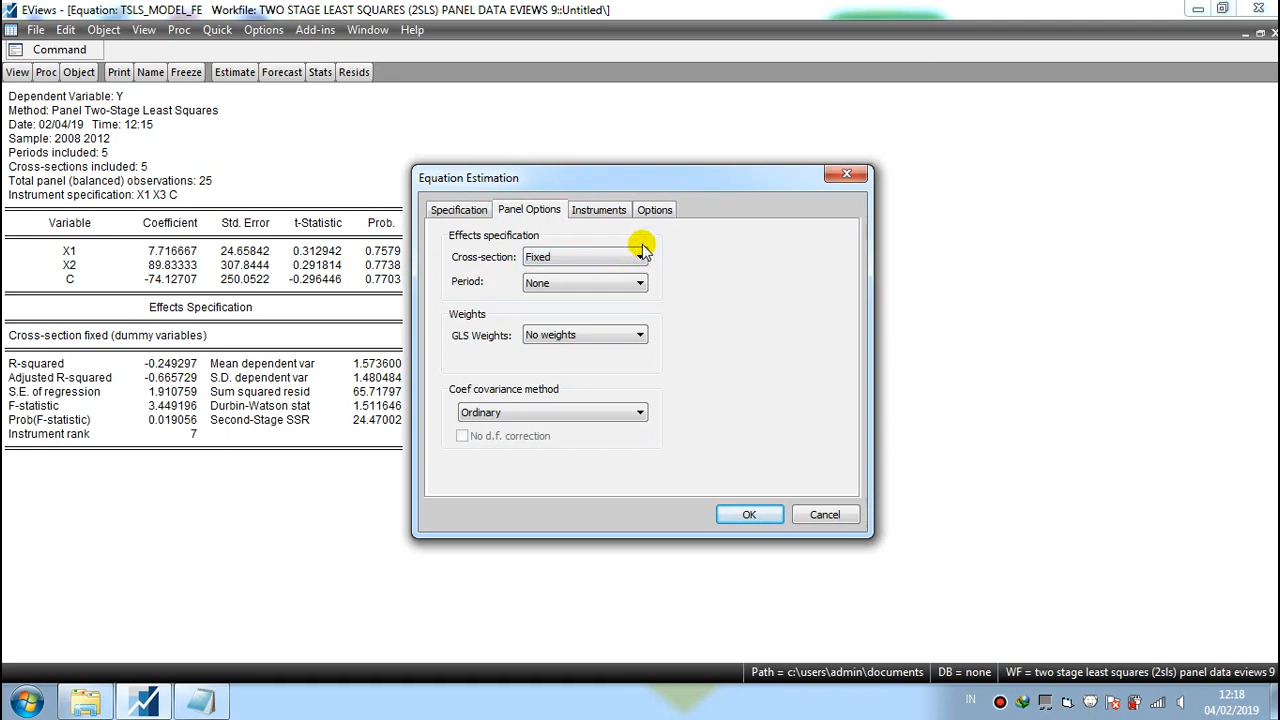 EViews - [Equation: TSLS_MODEL_FE Workfile: TWO STAGE LEAST SQUARES (2SLS) PANEL DATA EVIEWS 9::Untitled\]
File Edit Object View Proc Quick Options Add-ins Window Help
Command
View Proc Object Print Name Freeze Estimate Forecast Stats Resids
Dependent Variable: Y
Method: Panel Two-Stage Least Squares
Date: 02/04/19 Time: 12:15
Sample: 2008 2012
Periods included: 5
Cross-sections included: 5
Total panel (balanced) observations: 25
Instrument specification: X1 X3 C
Variable Coefficient Std. Error t-Statistic Prob.
X1 7.716667 24.65842 0.312942 0.7579
X2 89.83333 307.8444 0.291814 0.7738
C -74.12707 250.0522 -0.296446 0.7703
Effects Specification
Cross-section fixed (dummy variables)
R-squared -0.249297 Mean dependent var 1.573600
Adjusted R-squared -0.665729 S.D. dependent var 1.480484
S.E. of regression 1.910759 Sum squared resid 65.71797
F-statistic 3.449196 Durbin-Watson stat 1.511646
Prob(F-statistic) 0.019056 Second-Stage SSR 24.47002
Instrument rank 7
Equation Estimation
Specification Panel Options Instruments Options
Effects specification
Cross-section: Fixed
Period: None
Weights
GLS Weights: No weights
Coef covariance method
Ordinary
No d.f. correction
OK Cancel
Path = c:\users\admin\documents DB = none WF = two stage least squares (2sls) panel data eviews 9
IN 12:18
04/02/2019